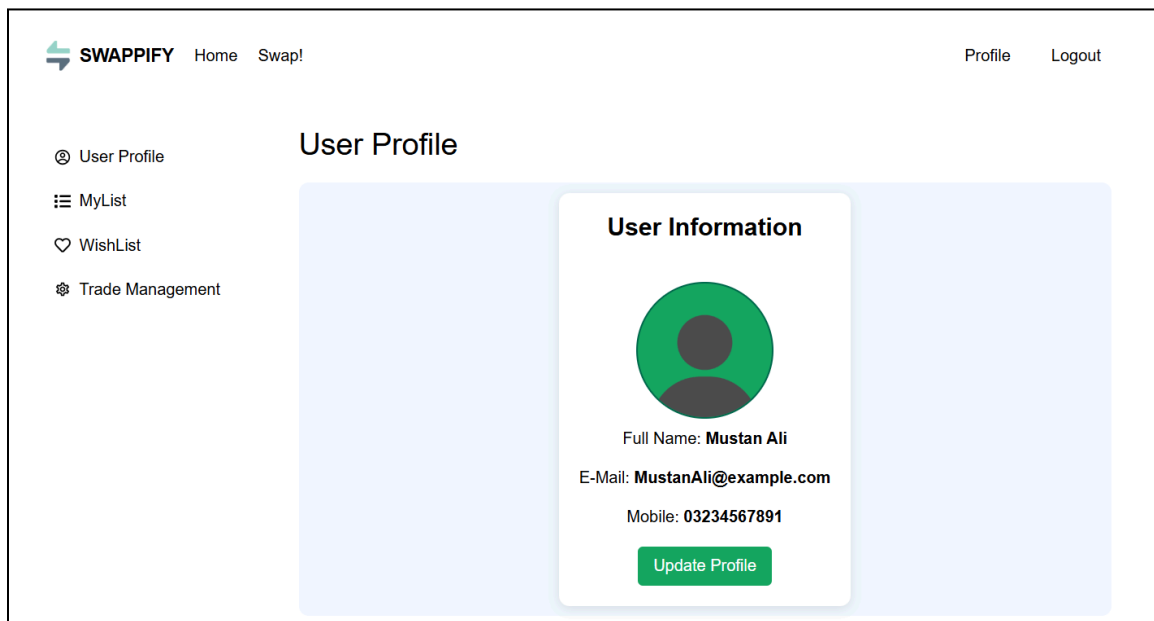 SWAPPIFY Home Swap! Profile Logout
User Profile
MyList
WishList
Trade Management
User Profile
User Information
Full Name: Mustan Ali
E-Mail: MustanAli@example.com
Mobile: 03234567891
Update Profile